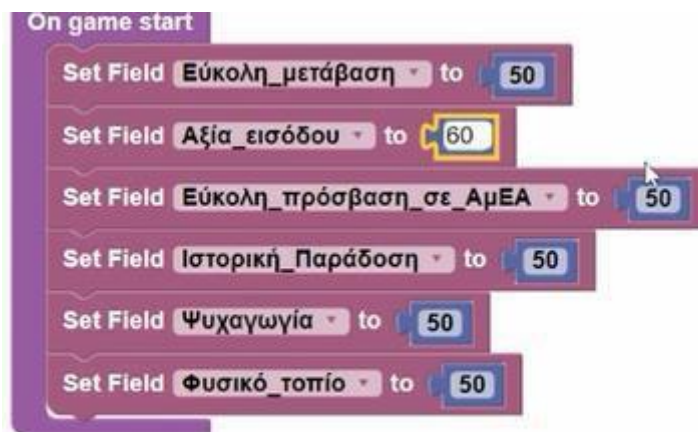 On game start
Set Field Εύκολη_μετάβαση to 50
Set Field Αξία_εισόδου to 60
Set Field Εύκολη_πρόσβαση_σε_ΑμΕΑ to 50
Set Field Ιστορική_Παράδοση to 50
Set Field Ψυχαγωγία to 50
Set Field Φυσικό_τοπίο to 50